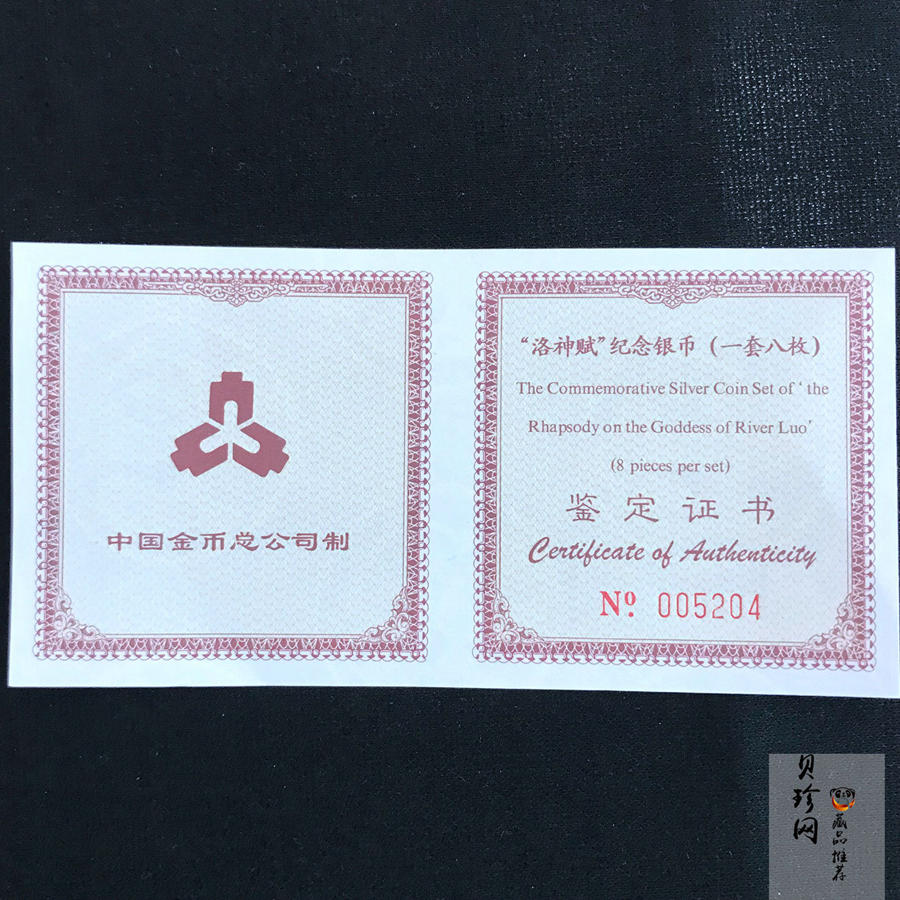 中国金币总公司制
“洛神赋”纪念银币（一套八枚）
The Commemorative Silver Coin Set of ‘the
Rhapsody on the Goddess of River Luo’
(8 pieces per set)
鉴定证书
Certificate of Authenticity
Nº 005204
贝珍网
藏品推荐